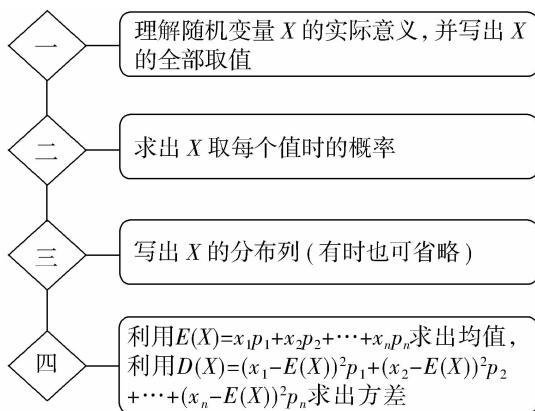 一
理解随机变量 X 的实际意义,并写出 X
的全部取值
二
求出 X 取每个值时的概率
三
写出 X 的分布列(有时也可省略)
四
利用E(X)=x₁p₁+x₂p₂+⋯+xₙpₙ求出均值,
利用D(X)=(x₁-E(X))²p₁+(x₂-E(X))²p₂
+⋯+(xₙ-E(X))²pₙ求出方差